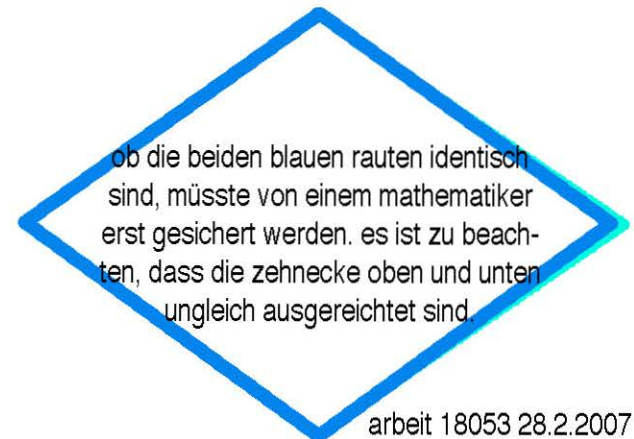 ob die beiden blauen rauten identisch
sind, müsste von einem mathematiker
erst gesichert werden. es ist zu beach-
ten, dass die zehnecke oben und unten
ungleich ausgereichtet sind.
arbeit 18053 28.2.2007